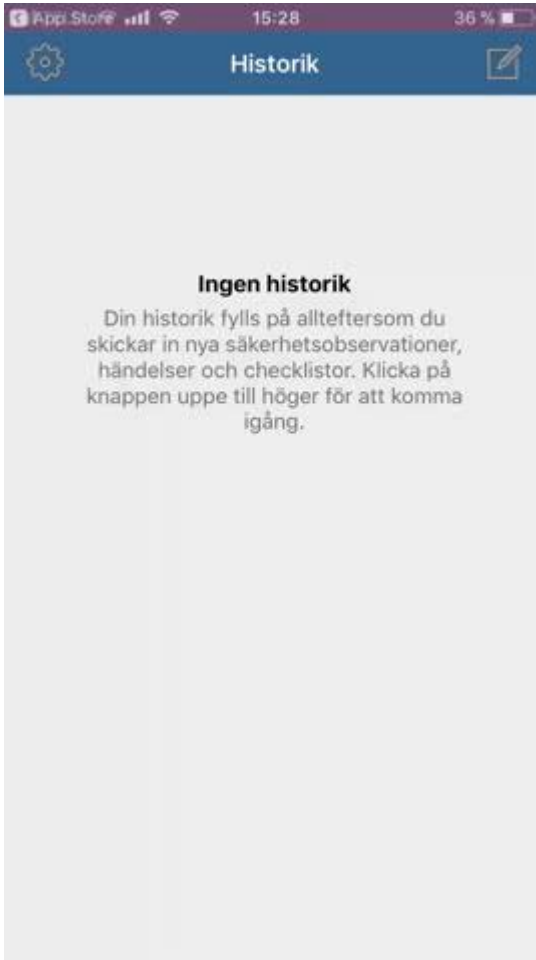 App Store 15:28 36 %
Historik
Ingen historik
Din historik fylls på allteftersom du
skickar in nya säkerhetsobservationer,
händelser och checklistor. Klicka på
knappen uppe till höger för att komma
igång.